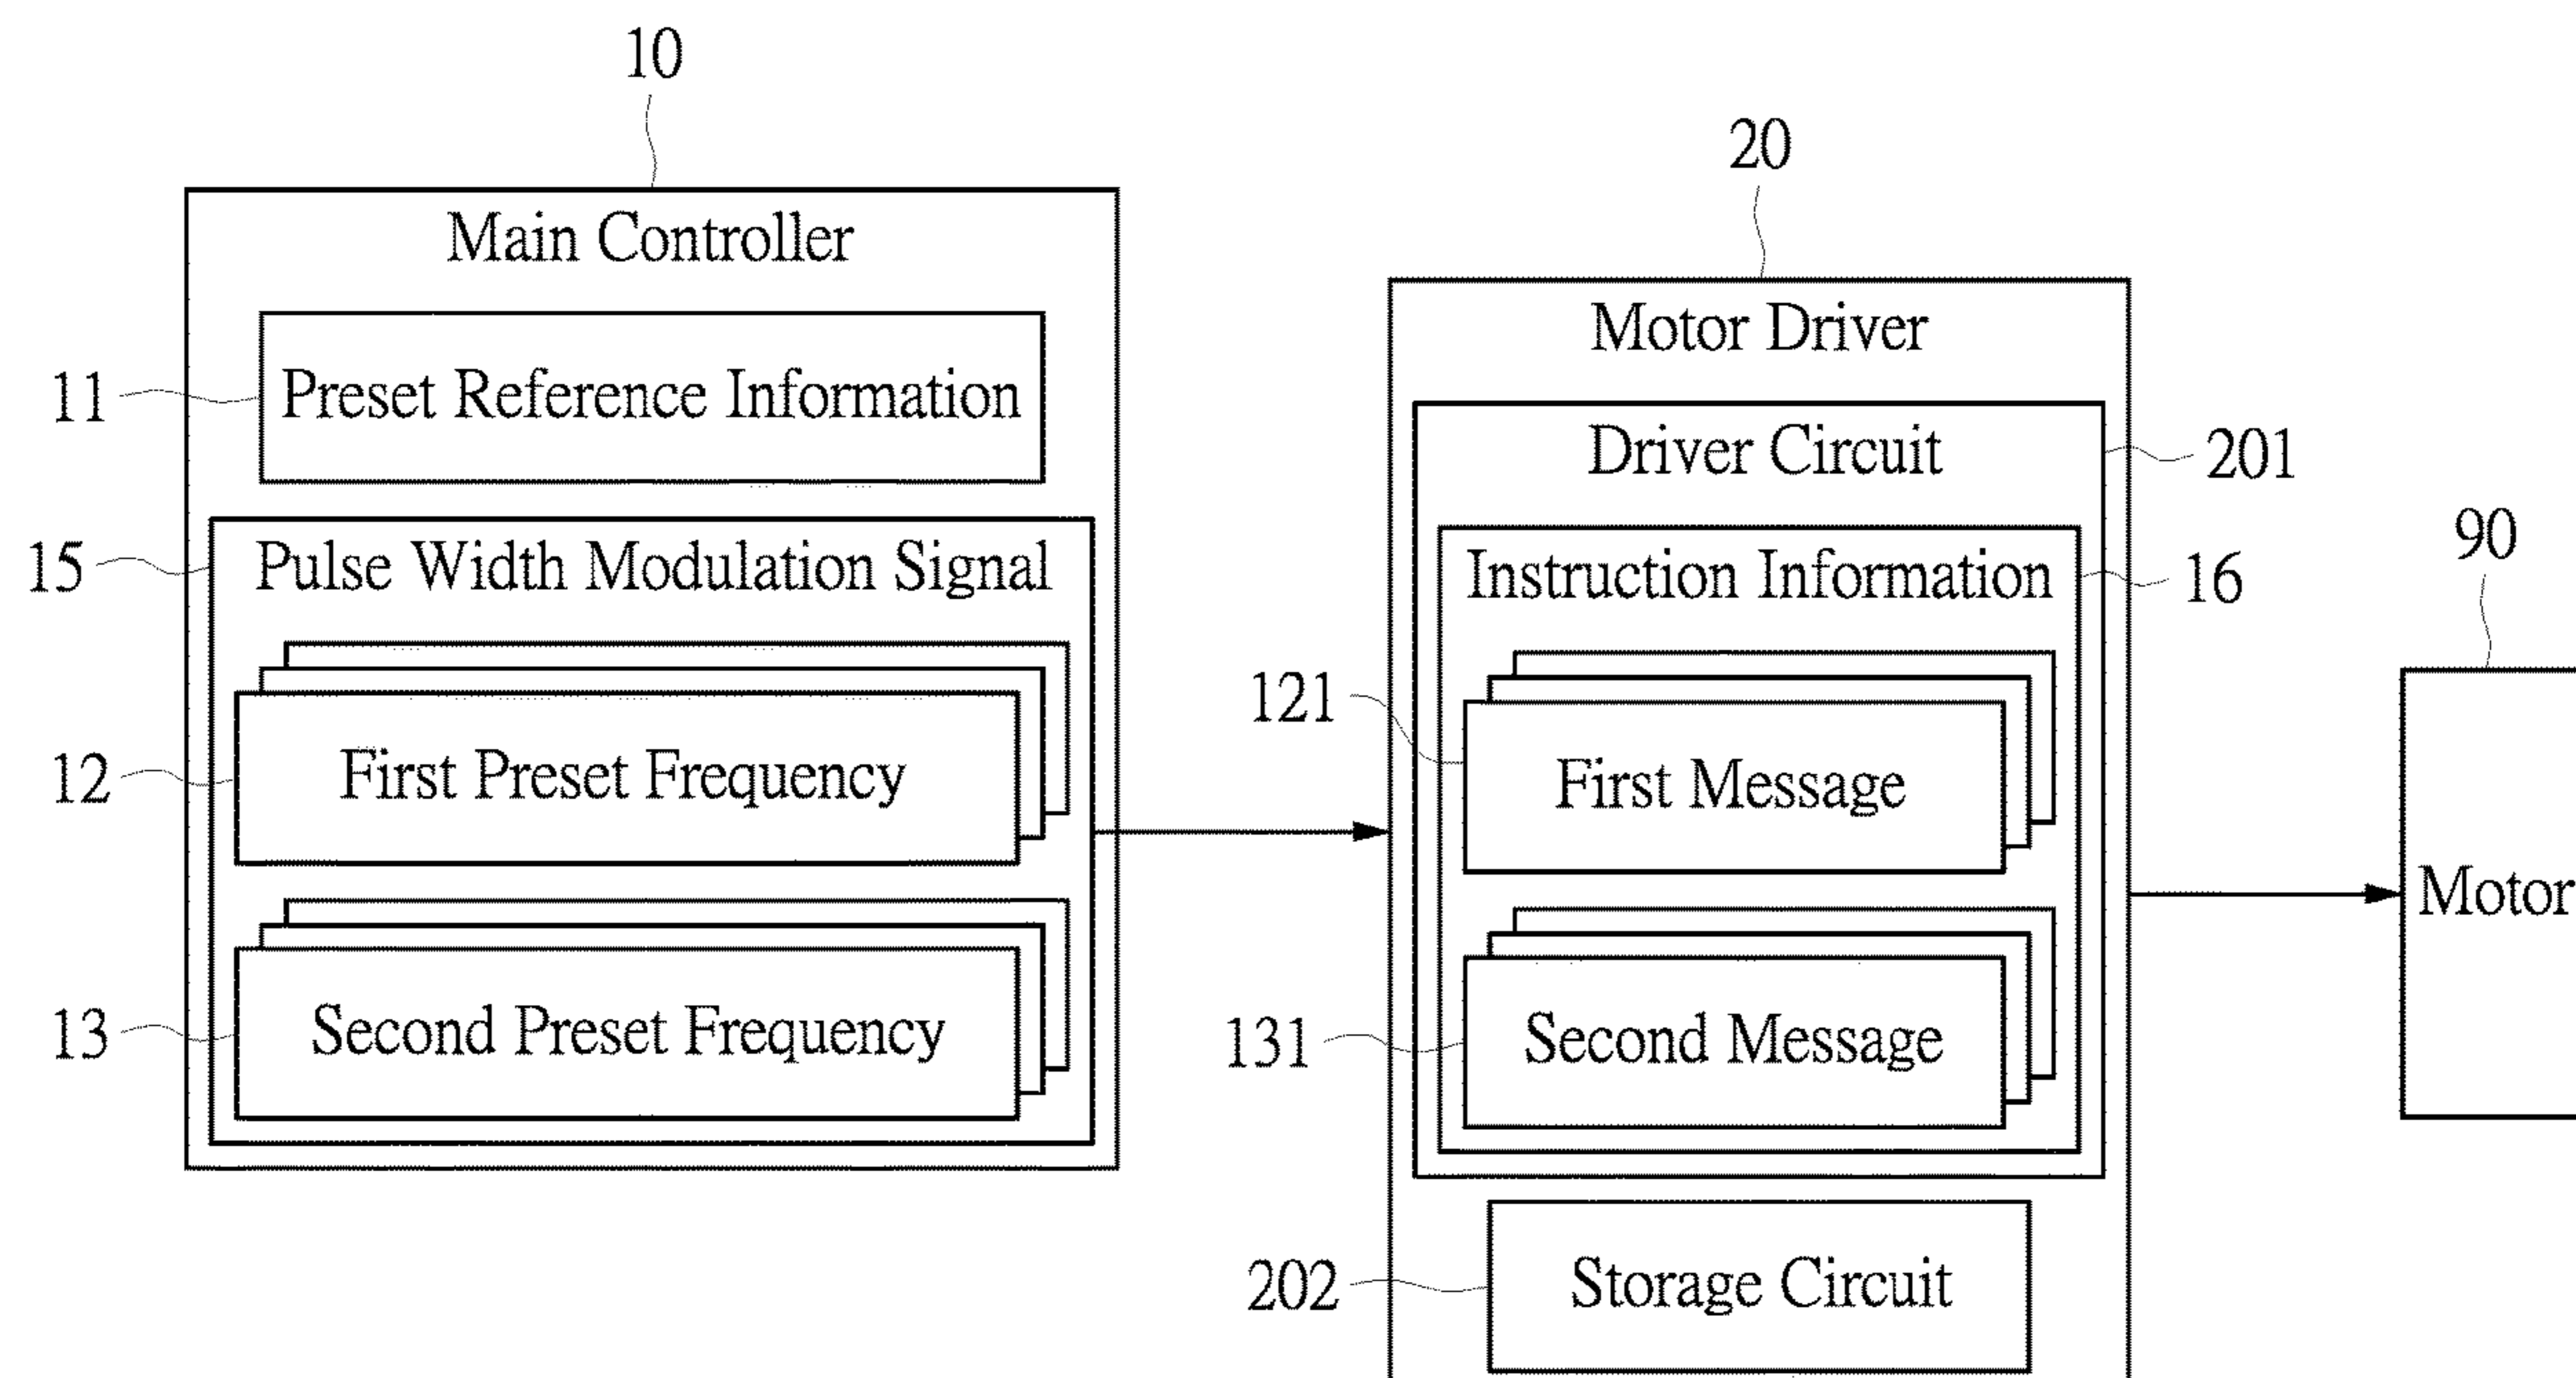 10
Main Controller
11
Preset Reference Information
15
Pulse Width Modulation Signal
12
First Preset Frequency
13
Second Preset Frequency
20
Motor Driver
Driver Circuit
201
Instruction Information
16
121
First Message
131
Second Message
202
Storage Circuit
90
Motor